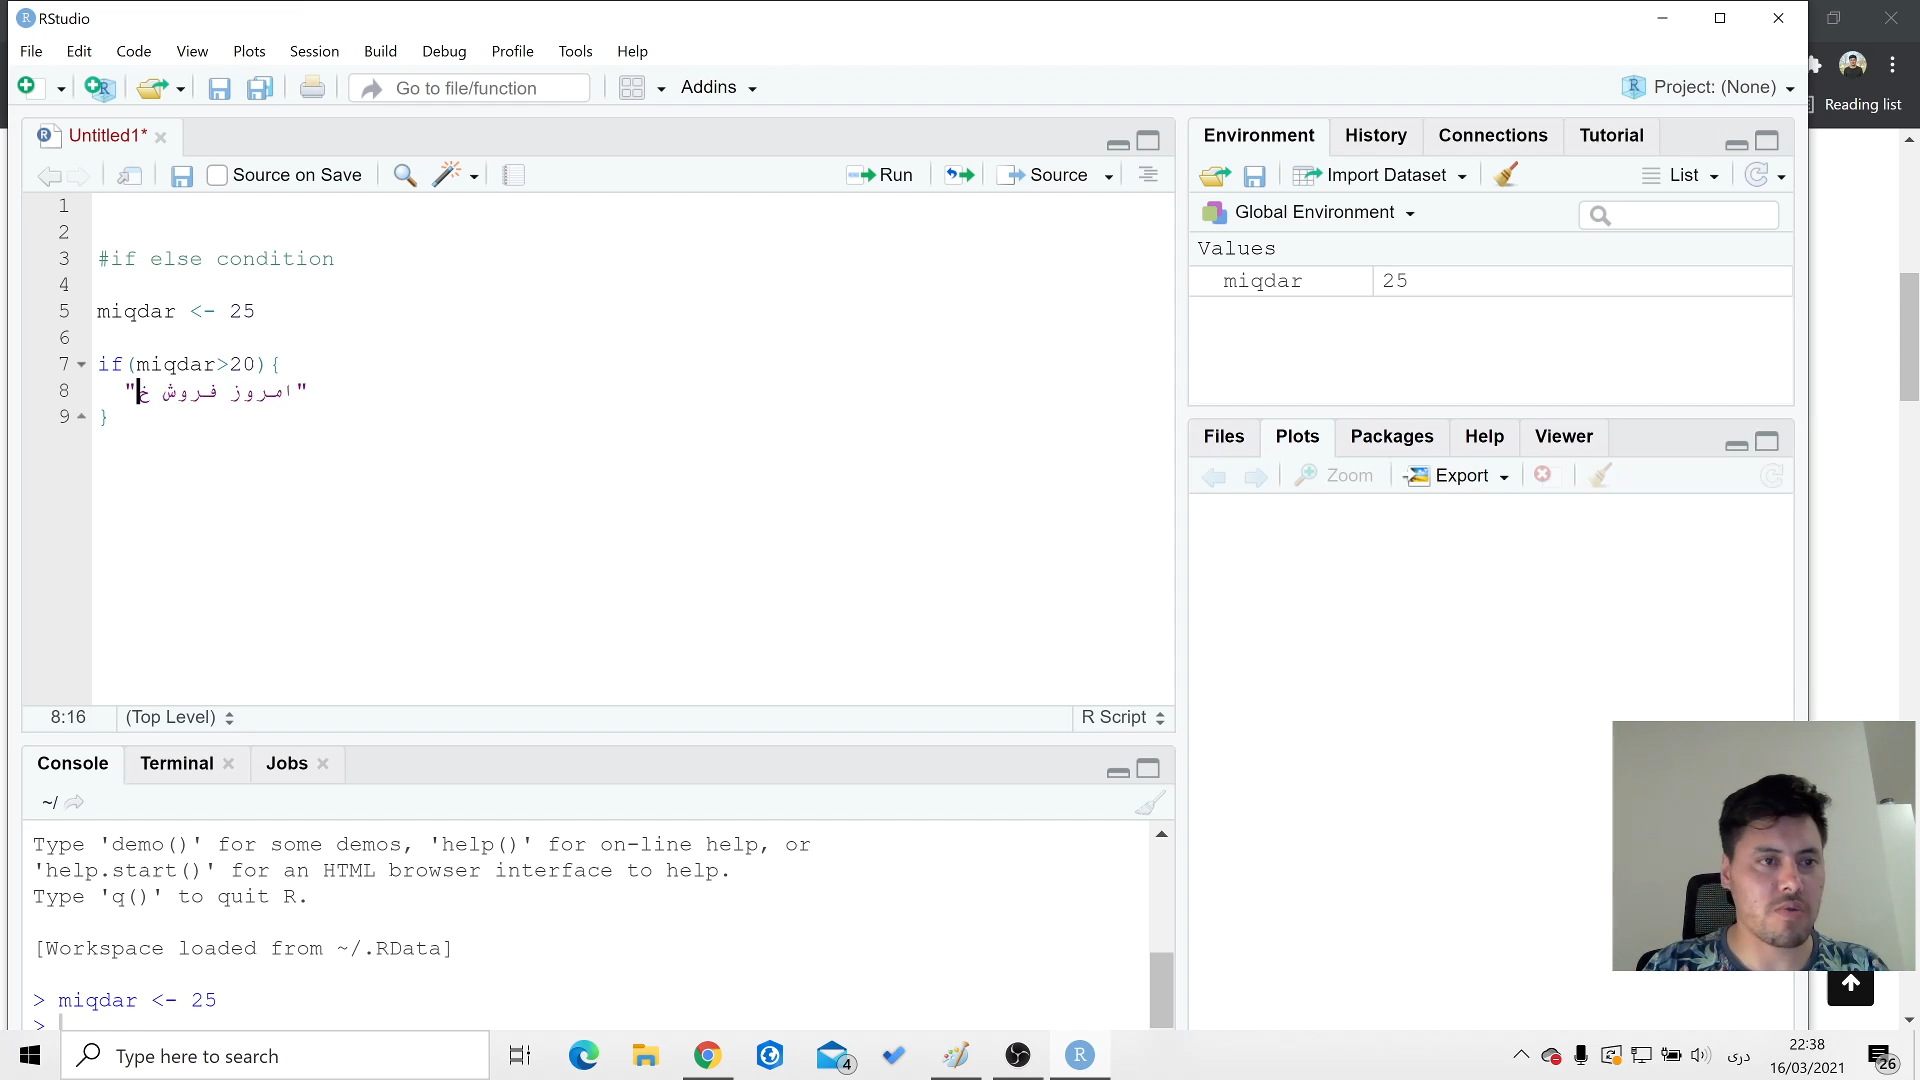 RStudio
File Edit Code View Plots Session Build Debug Profile Tools Help
Go to file/function
Addins
Project: (None)
Reading list
Untitled1*
Source on Save
Run
Source
1
2
3 #if else condition
4
5 miqdar <- 25
6
7 if(miqdar>20){
8 "امروز فروش خ"
9 }
8:16 (Top Level)
R Script
Console Terminal Jobs
~/
Type 'demo()' for some demos, 'help()' for on-line help, or
'help.start()' for an HTML browser interface to help.
Type 'q()' to quit R.
[Workspace loaded from ~/.RData]
> miqdar <- 25
>
Environment History Connections Tutorial
Import Dataset
List
Global Environment
Values
miqdar 25
Files Plots Packages Help Viewer
Zoom
Export
Type here to search
4
R
دری
22:38
16/03/2021
26